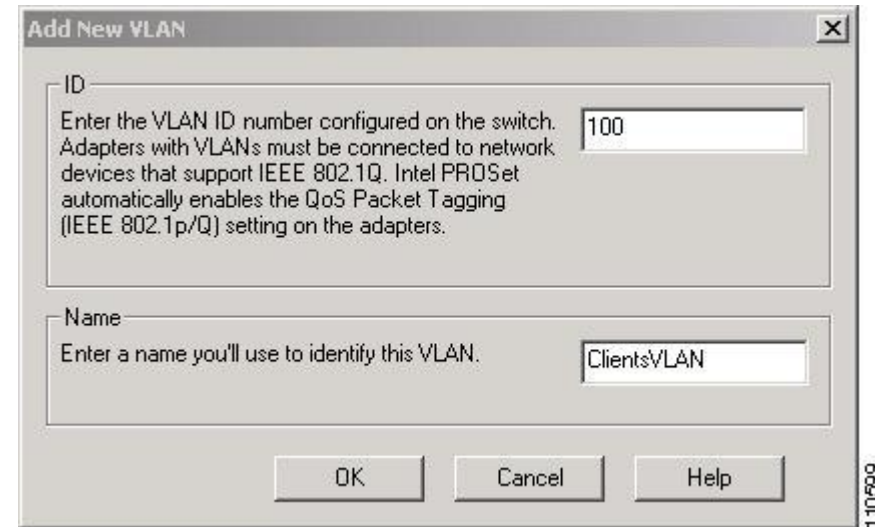 Add New VLAN
ID
Enter the VLAN ID number configured on the switch.
Adapters with VLANs must be connected to network
devices that support IEEE 802.1Q. Intel PROSet
automatically enables the QoS Packet Tagging
(IEEE 802.1p/Q) setting on the adapters.
100
Name
Enter a name you'll use to identify this VLAN.
ClientsVLAN
OK
Cancel
Help
110599